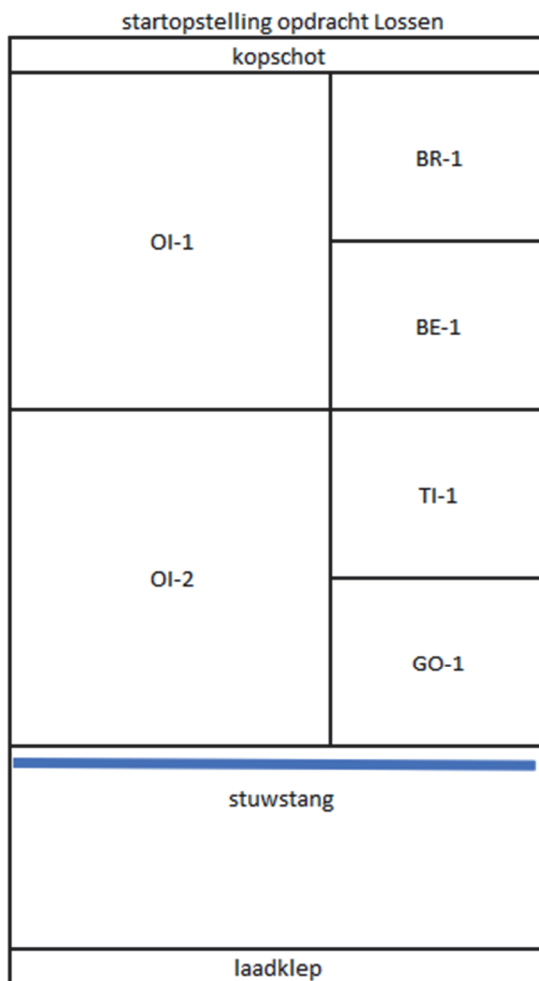 startopstelling opdracht Lossen
kopschot
BR-1
OI-1
BE-1
TI-1
OI-2
GO-1
stuwstang
laadklep